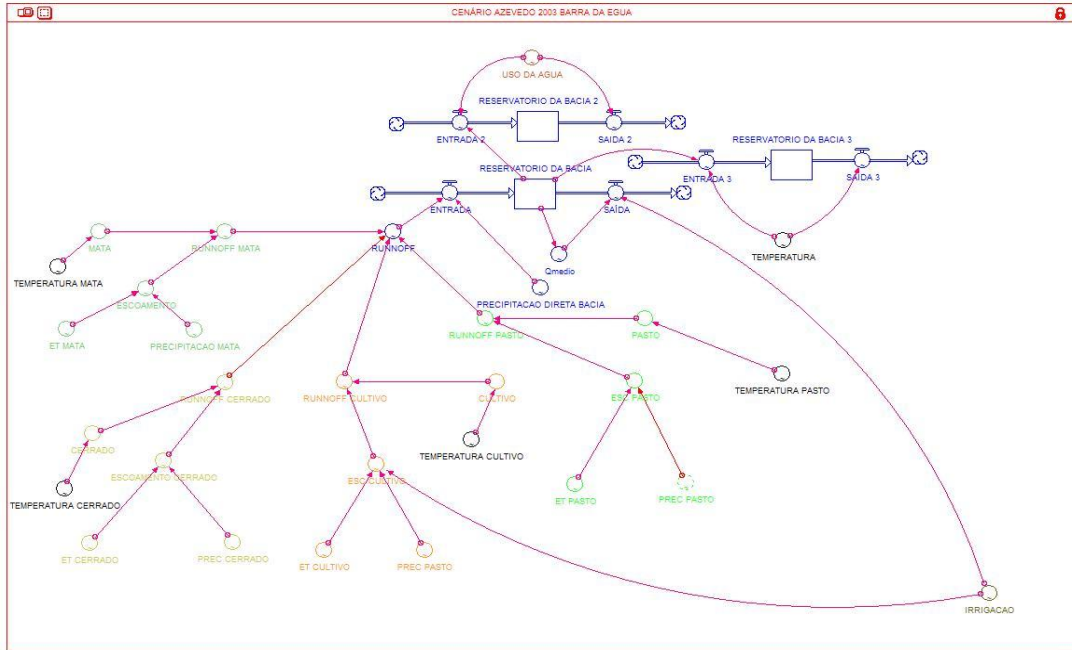 CENÁRIO AZEVEDO 2003 BARRA DA EGUA
USO DA AGUA
RESERVATORIO DA BACIA 2
ENTRADA 2
SAIDA 2
RESERVATORIO DA BACIA 3
ENTRADA 3
SAIDA 3
RESERVATORIO DA BACIA
ENTRADA
SAÍDA
MATA
RUNNOFF MATA
RUNNOFF
TEMPERATURA
Qmedio
TEMPERATURA MATA
ESCOAMENTO
PRECIPITACAO DIRETA BACIA
ET MATA
PRECIPITACAO MATA
RUNNOFF PASTO
PASTO
TEMPERATURA PASTO
RUNNOFF CERRADO
RUNNOFF CULTIVO
CULTIVO
ESC PASTO
CERRADO
TEMPERATURA CULTIVO
ESCOAMENTO CERRADO
ESC CULTIVO
TEMPERATURA CERRADO
ET PASTO
PREC PASTO
ET CERRADO
PREC CERRADO
ET CULTIVO
PREC PASTO
IRRIGACAO